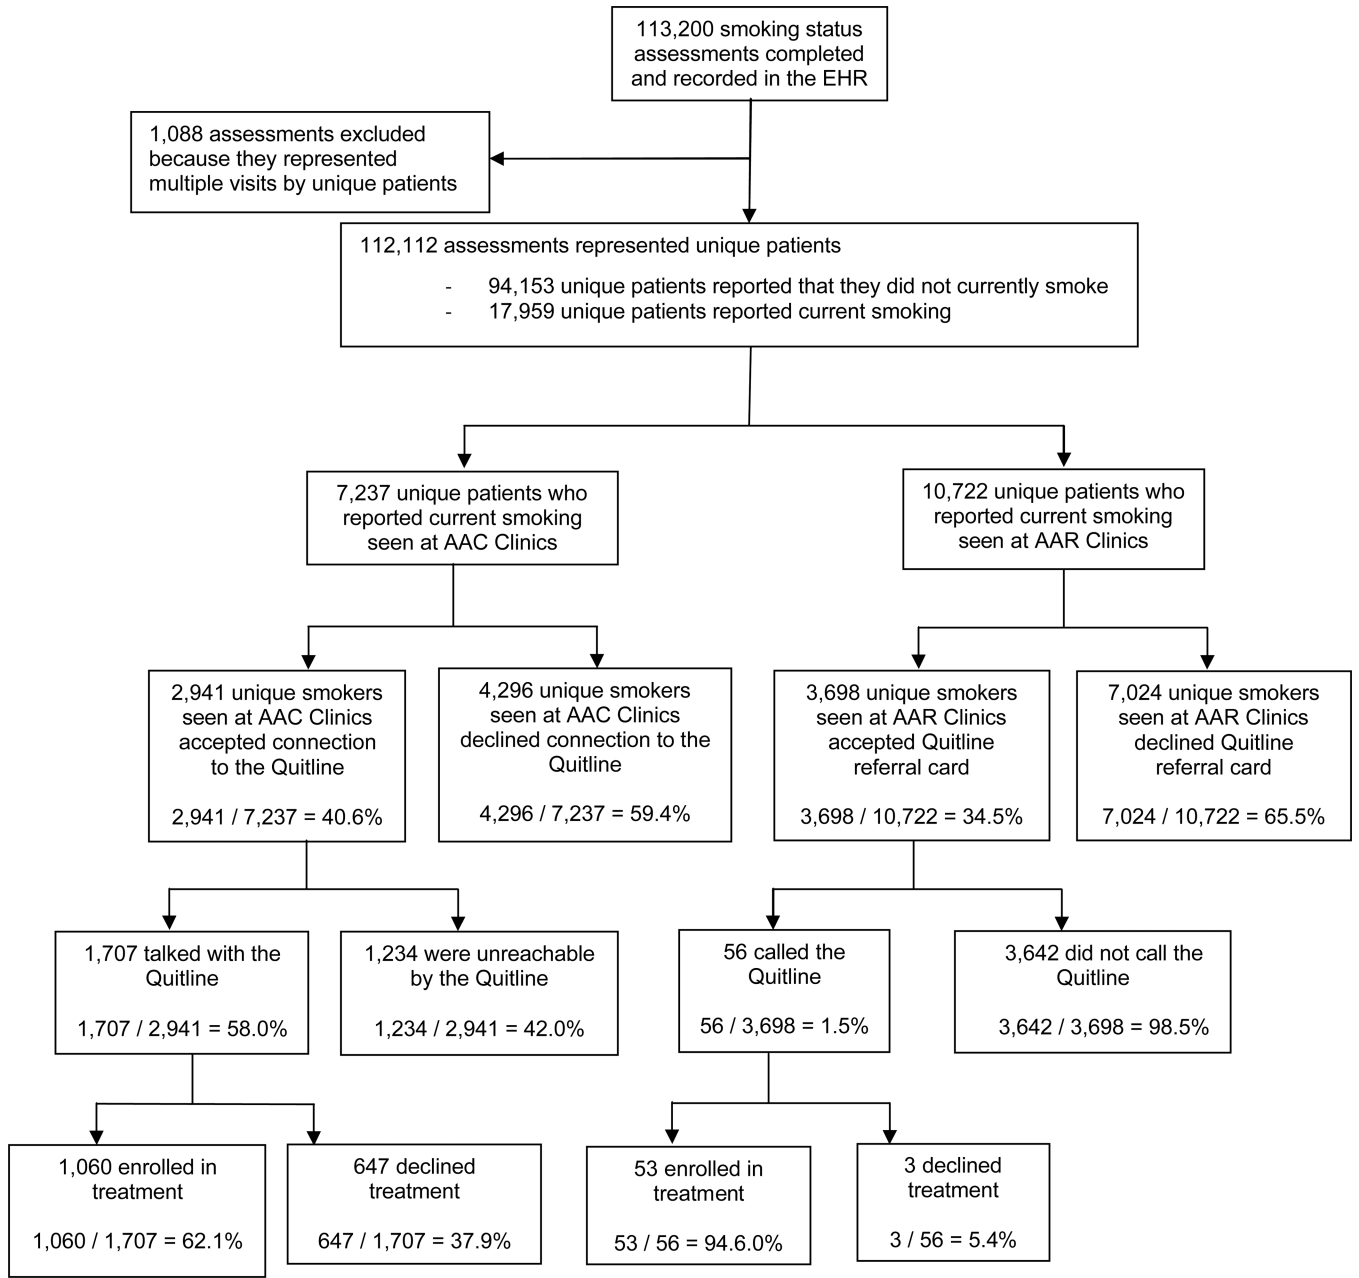 113,200 smoking status
assessments completed
and recorded in the EHR
1,088 assessments excluded
because they represented
multiple visits by unique patients
112,112 assessments represented unique patients
- 94,153 unique patients reported that they did not currently smoke
- 17,959 unique patients reported current smoking
7,237 unique patients who
reported current smoking
seen at AAC Clinics
10,722 unique patients who
reported current smoking
seen at AAR Clinics
2,941 unique smokers
seen at AAC Clinics
accepted connection
to the Quitline
2,941 / 7,237 = 40.6%
4,296 unique smokers
seen at AAC Clinics
declined connection to the
Quitline
4,296 / 7,237 = 59.4%
3,698 unique smokers
seen at AAR Clinics
accepted Quitline
referral card
3,698 / 10,722 = 34.5%
7,024 unique smokers
seen at AAR Clinics
declined Quitline
referral card
7,024 / 10,722 = 65.5%
1,707 talked with the
Quitline
1,707 / 2,941 = 58.0%
1,234 were unreachable
by the Quitline
1,234 / 2,941 = 42.0%
56 called the
Quitline
56 / 3,698 = 1.5%
3,642 did not call the
Quitline
3,642 / 3,698 = 98.5%
1,060 enrolled in
treatment
1,060 / 1,707 = 62.1%
647 declined
treatment
647 / 1,707 = 37.9%
53 enrolled in
treatment
53 / 56 = 94.6.0%
3 declined
treatment
3 / 56 = 5.4%